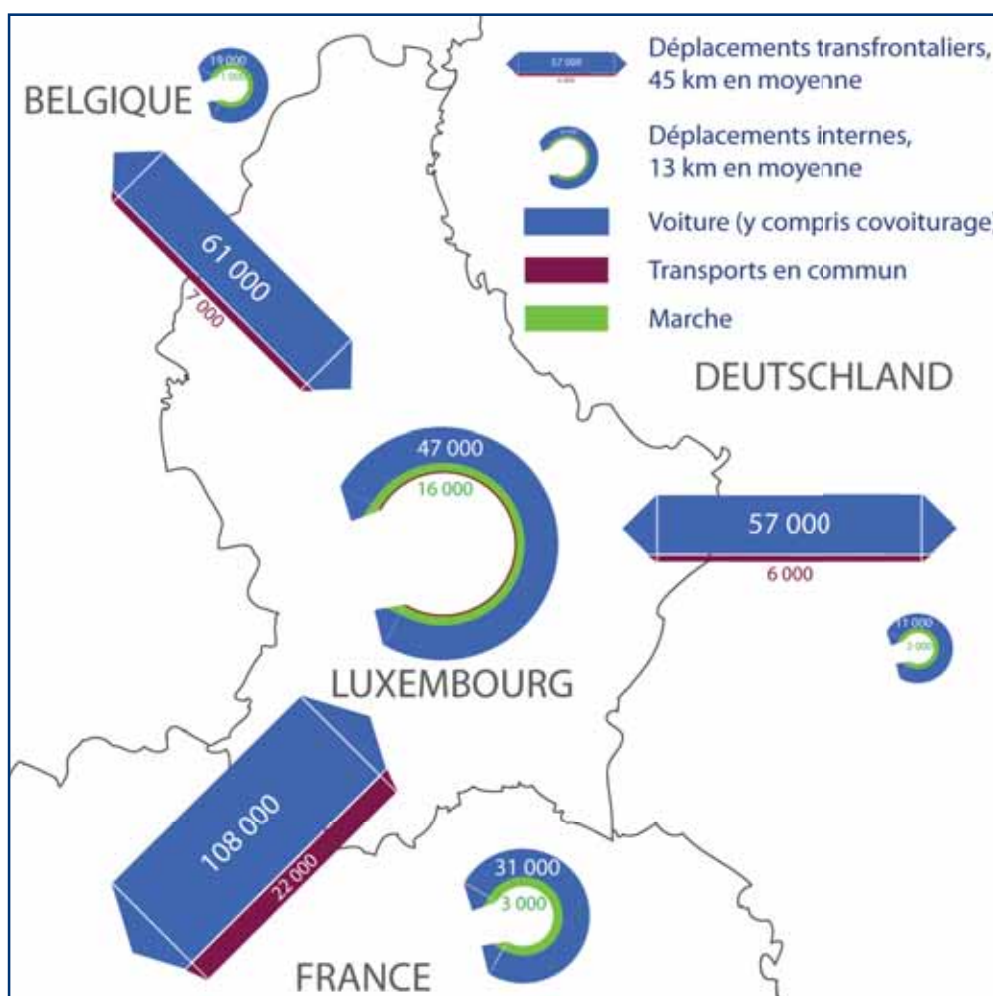 19 000
1 000
BELGIQUE
57 000
Déplacements transfrontaliers,
45 km en moyenne
Déplacements internes,
13 km en moyenne
Voiture (y compris covoiturage)
Transports en commun
Marche
61 000
7 000
DEUTSCHLAND
47 000
16 000
57 000
6 000
11 000
2 000
LUXEMBOURG
108 000
22 000
31 000
3 000
FRANCE